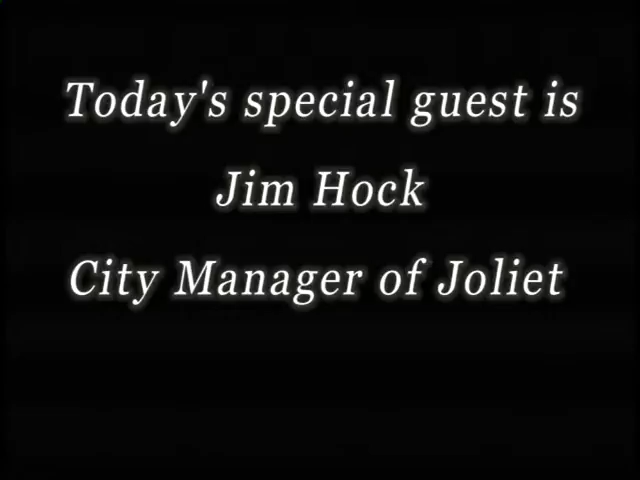 Today's special guest is
Jim Hock
City Manager of Joliet